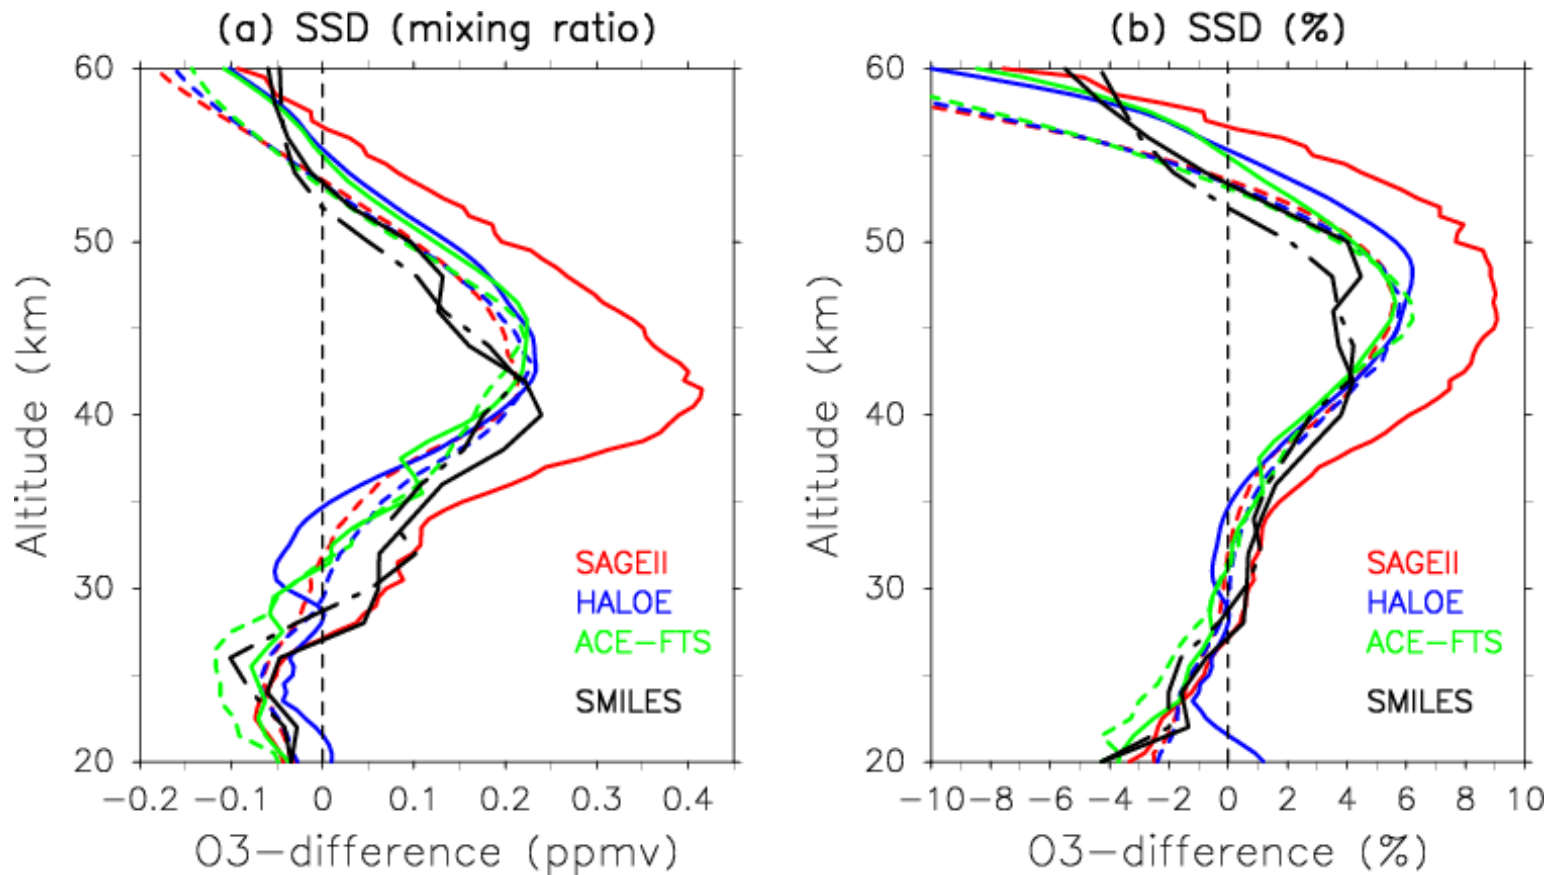 (a) SSD (mixing ratio)
(b) SSD (%)
60
50
40
30
20
Altitude (km)
SAGEII
HALOE
ACE-FTS
SMILES
-0.2 -0.1 0 0.1 0.2 0.3 0.4
O3-difference (ppmv)
60
50
40
30
20
Altitude (km)
SAGEII
HALOE
ACE-FTS
SMILES
-10 -8 -6 -4 -2 0 2 4 6 8 10
O3-difference (%)